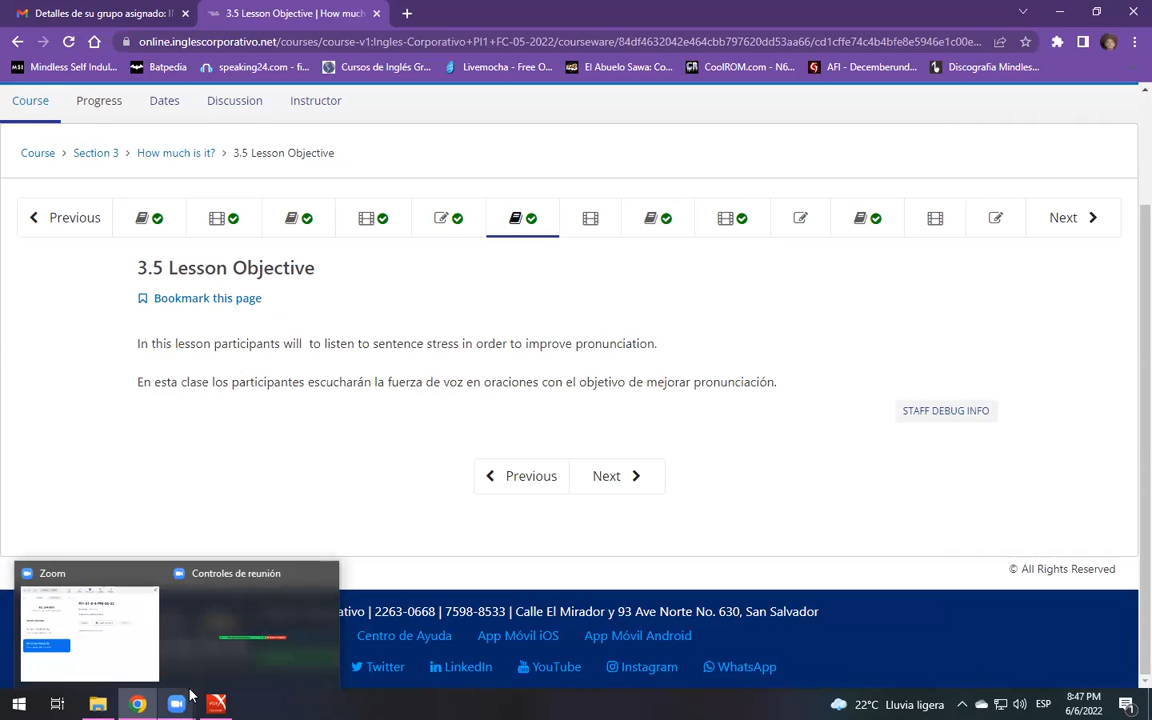 Detalles de su grupo asignado: I
3.5 Lesson Objective | How much
online.inglescorporativo.net/courses/course-v1:Ingles-Corporativo+PI1+FC-05-2022/courseware/84df4632042e464cbb797620dd53aa66/cd1cffe74c4b4bfe8e5946e1c00e...
Mindless Self Indul...
Batpedia
speaking24.com - fi...
Cursos de Inglés Gr...
Livemocha - Free O...
El Abuelo Sawa: Co...
CoolROM.com - N6...
AFI - Decemberund...
Discografia Mindles...
Course Progress Dates Discussion Instructor
Course > Section 3 > How much is it? > 3.5 Lesson Objective
Previous
Next
3.5 Lesson Objective
Bookmark this page
In this lesson participants will to listen to sentence stress in order to improve pronunciation.
En esta clase los participantes escucharán la fuerza de voz en oraciones con el objetivo de mejorar pronunciación.
STAFF DEBUG INFO
Previous Next
© All Rights Reserved
Zoom
Controles de reunión
ativo | 2263-0668 | 7598-8533 | Calle El Mirador y 93 Ave Norte No. 630, San Salvador
Centro de Ayuda App Móvil iOS App Móvil Android
Twitter LinkedIn YouTube Instagram WhatsApp
22°C Lluvia ligera
ESP
8:47 PM
6/6/2022